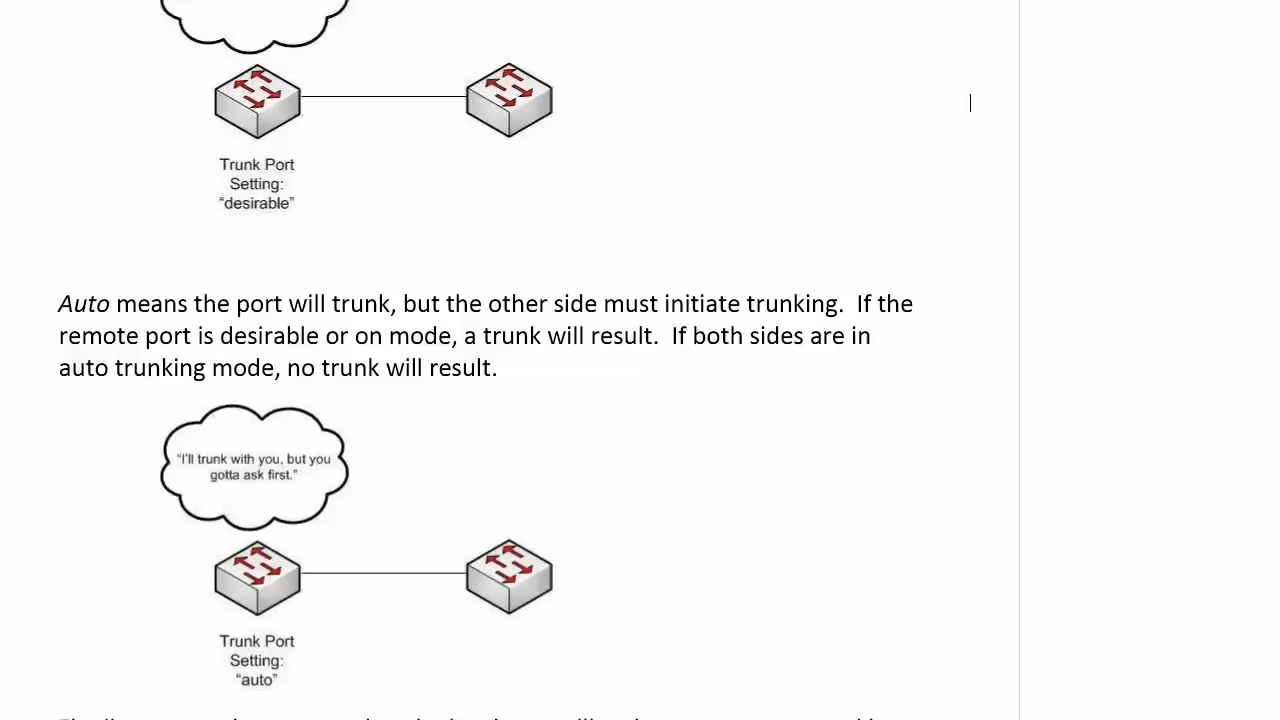 Trunk Port
Setting:
“desirable”
Auto means the port will trunk, but the other side must initiate trunking.  If the
remote port is desirable or on mode, a trunk will result.  If both sides are in
auto trunking mode, no trunk will result.
“I’ll trunk with you, but you
gotta ask first.”
Trunk Port
Setting:
“auto”